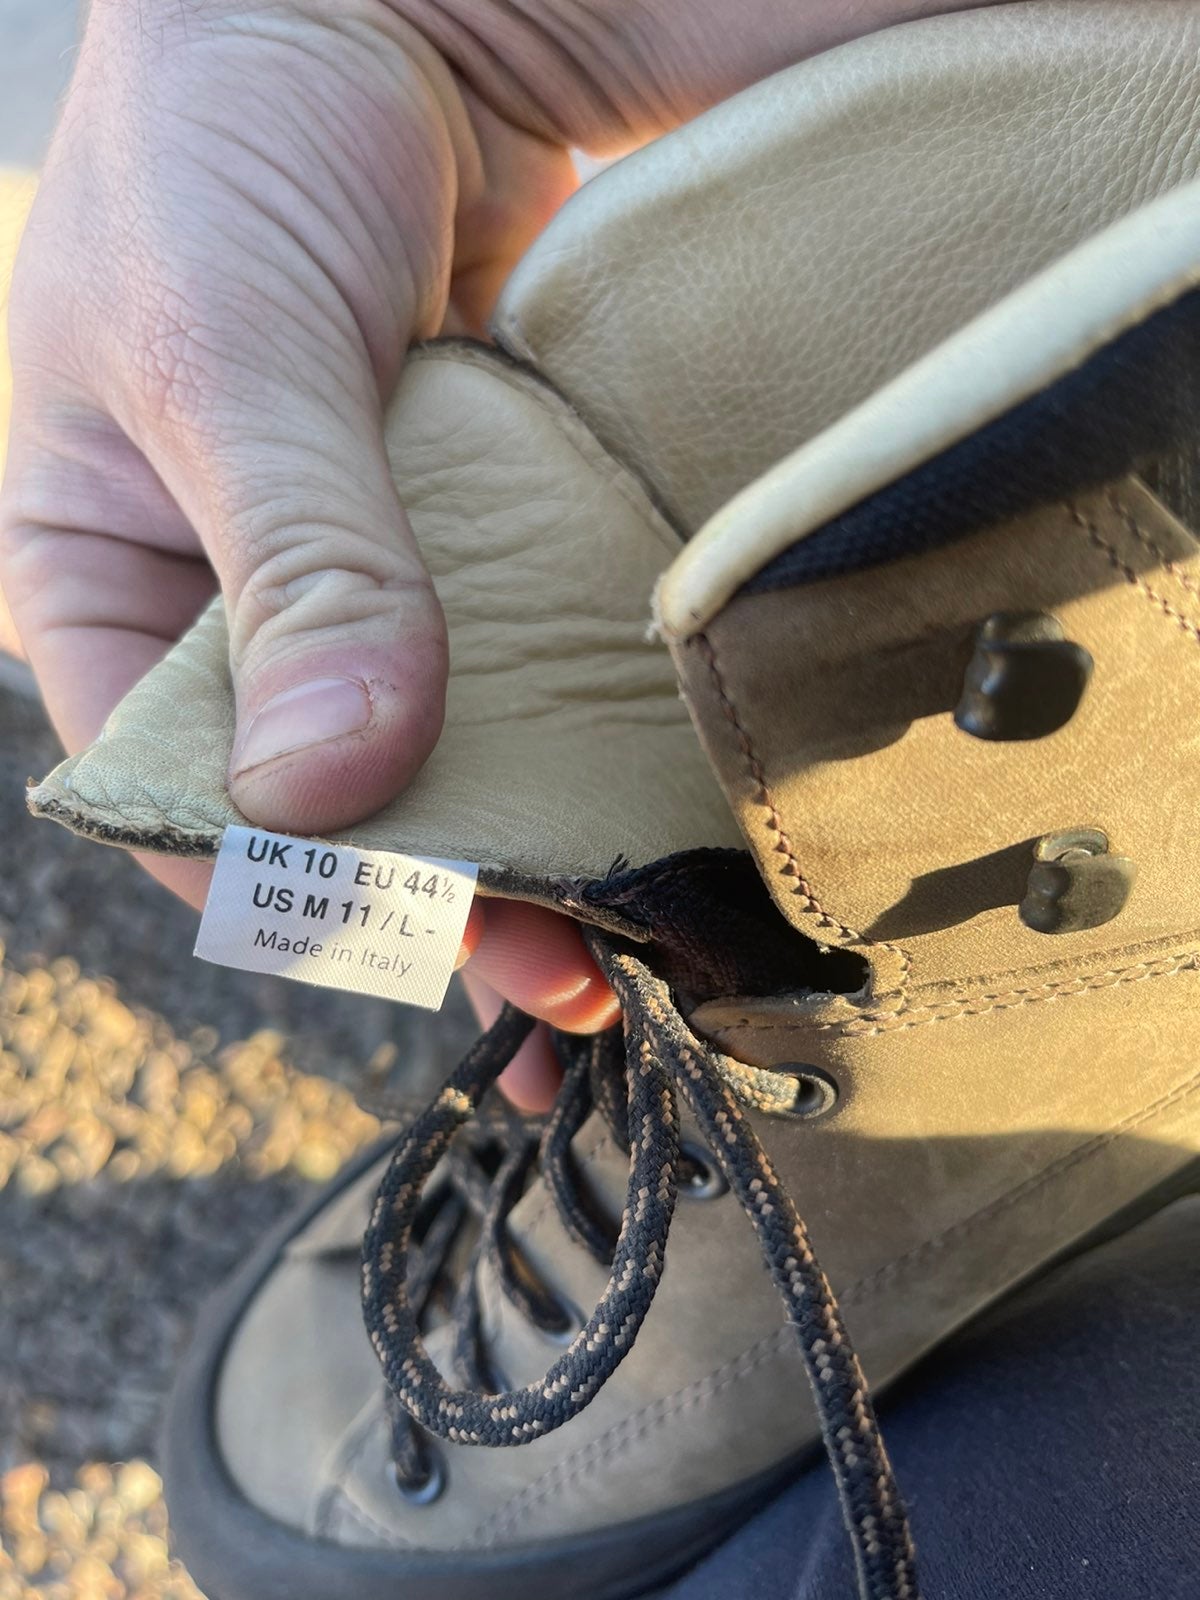 UK 10 EU 44½
US M 11 / L -
Made in Italy